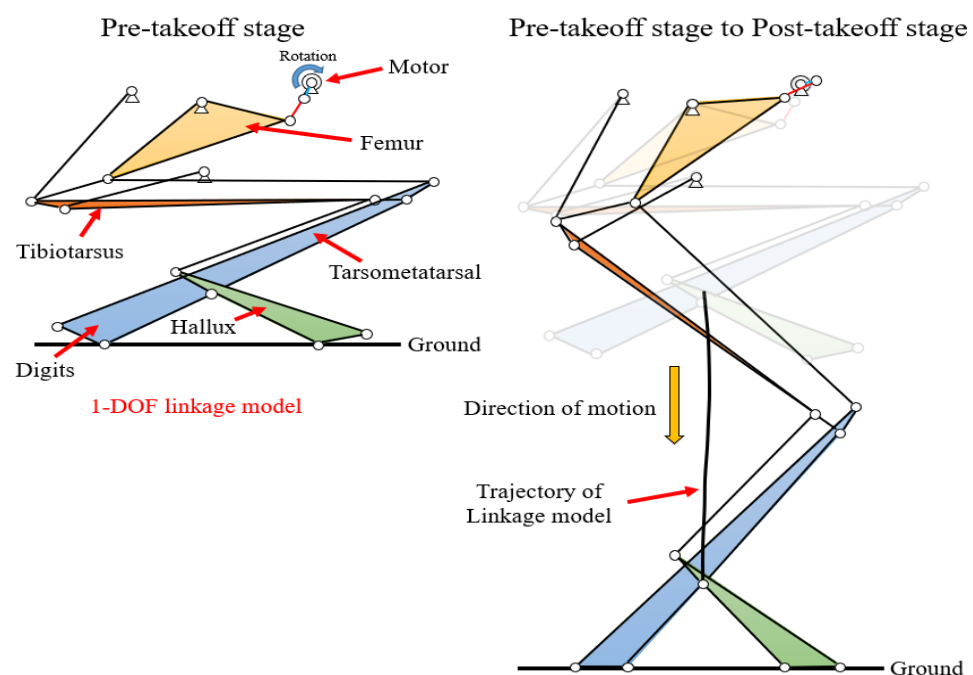 Pre-takeoff stage
Rotation
Motor
Femur
Tibiotarsus
Tarsometatarsal
Hallux
Ground
Digits
1-DOF linkage model
Pre-takeoff stage to Post-takeoff stage
Direction of motion
Trajectory of
Linkage model
Ground